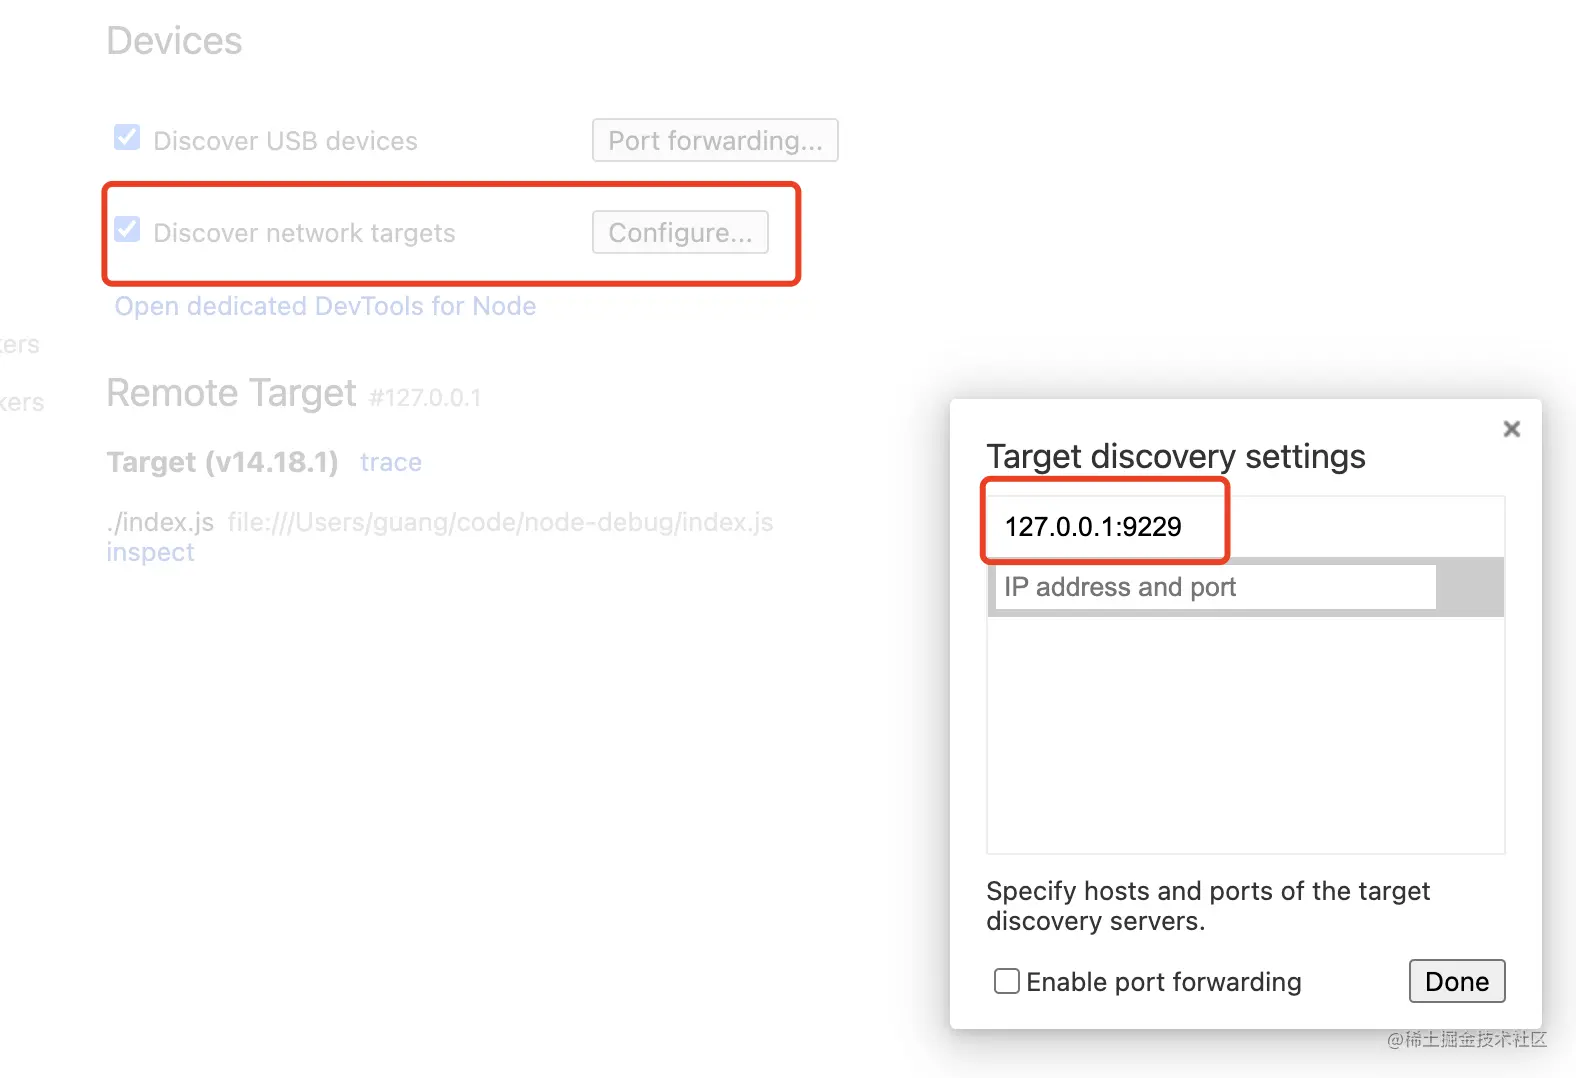 Devices
Discover USB devices Port forwarding...
Discover network targets Configure...
Open dedicated DevTools for Node
ers
kers
Remote Target #127.0.0.1
Target (v14.18.1) trace
./index.js file:///Users/guang/code/node-debug/index.js
inspect
Target discovery settings
127.0.0.1:9229
IP address and port
Specify hosts and ports of the target
discovery servers.
Enable port forwarding Done
@稀土掘金技术社区